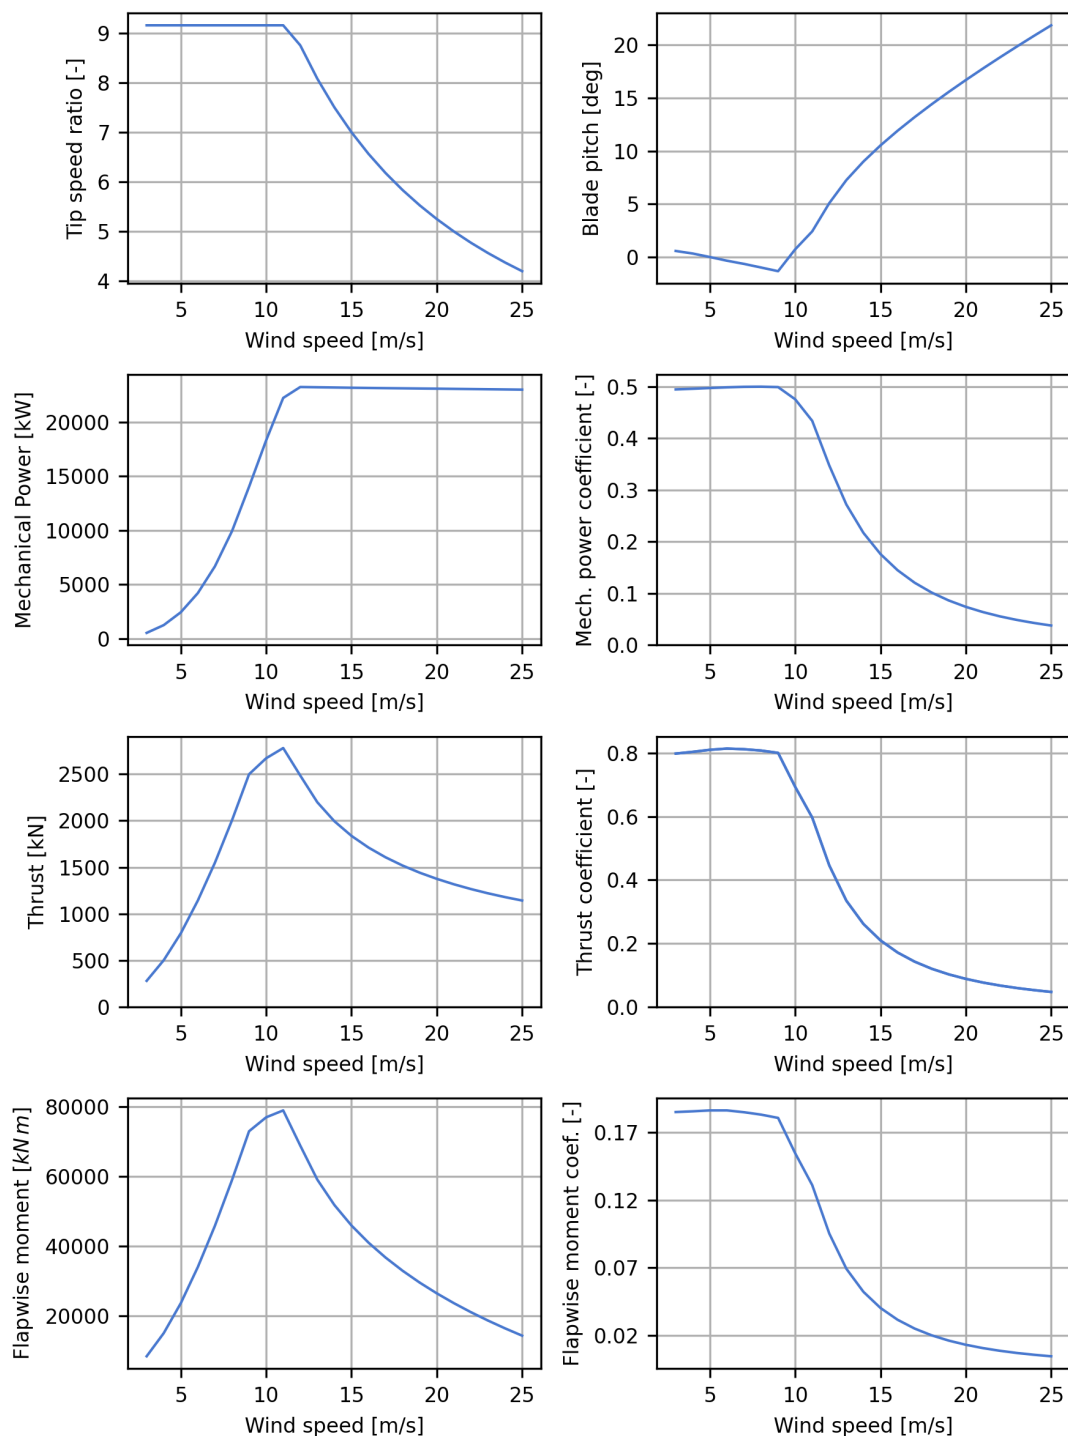 Tip speed ratio [-]
9
8
7
6
5
4
5 10 15 20 25
Wind speed [m/s]
Blade pitch [deg]
20
15
10
5
0
5 10 15 20 25
Wind speed [m/s]
Mechanical Power [kW]
20000
15000
10000
5000
0
5 10 15 20 25
Wind speed [m/s]
Mech. power coefficient [-]
0.5
0.4
0.3
0.2
0.1
0.0
5 10 15 20 25
Wind speed [m/s]
Thrust [kN]
2500
2000
1500
1000
500
0
5 10 15 20 25
Wind speed [m/s]
Thrust coefficient [-]
0.8
0.6
0.4
0.2
0.0
5 10 15 20 25
Wind speed [m/s]
Flapwise moment [kN m]
80000
60000
40000
20000
5 10 15 20 25
Wind speed [m/s]
Flapwise moment coef. [-]
0.17
0.12
0.07
0.02
5 10 15 20 25
Wind speed [m/s]